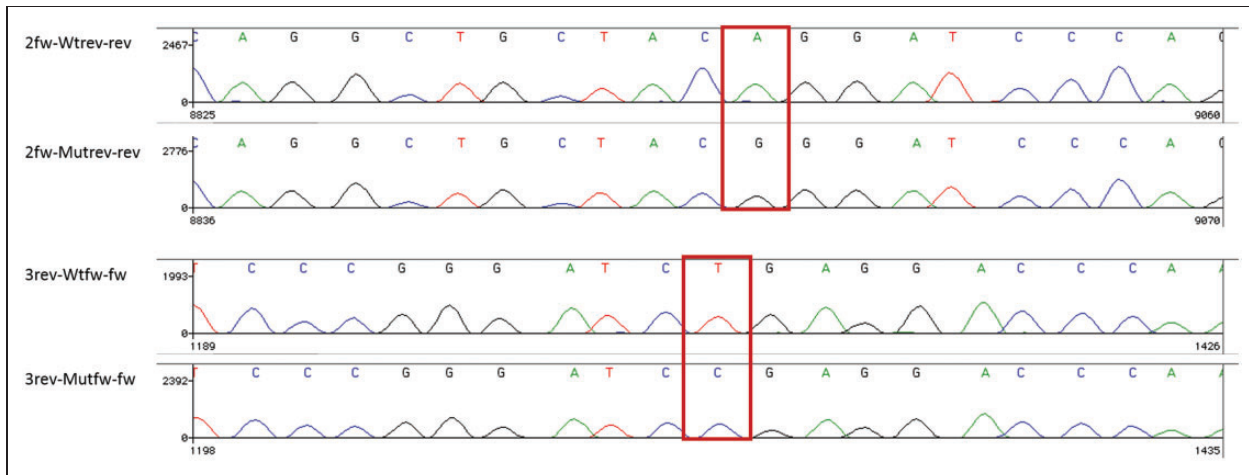 C A G G C T G C T A C A G G A T C C C A C
2fw-Wtrev-rev
2467
0
8825 9060
C A G G C T G C T A C G G G A T C C C A C
2fw-Mutrev-rev
2776
0
8836 9070
T C C C G G G A T C T G A G G A C C C A A
3rev-Wtfw-fw
1993
0
1189 1426
T C C C G G G A T C C G A G G A C C C A A
3rev-Mutfw-fw
2392
0
1198 1435